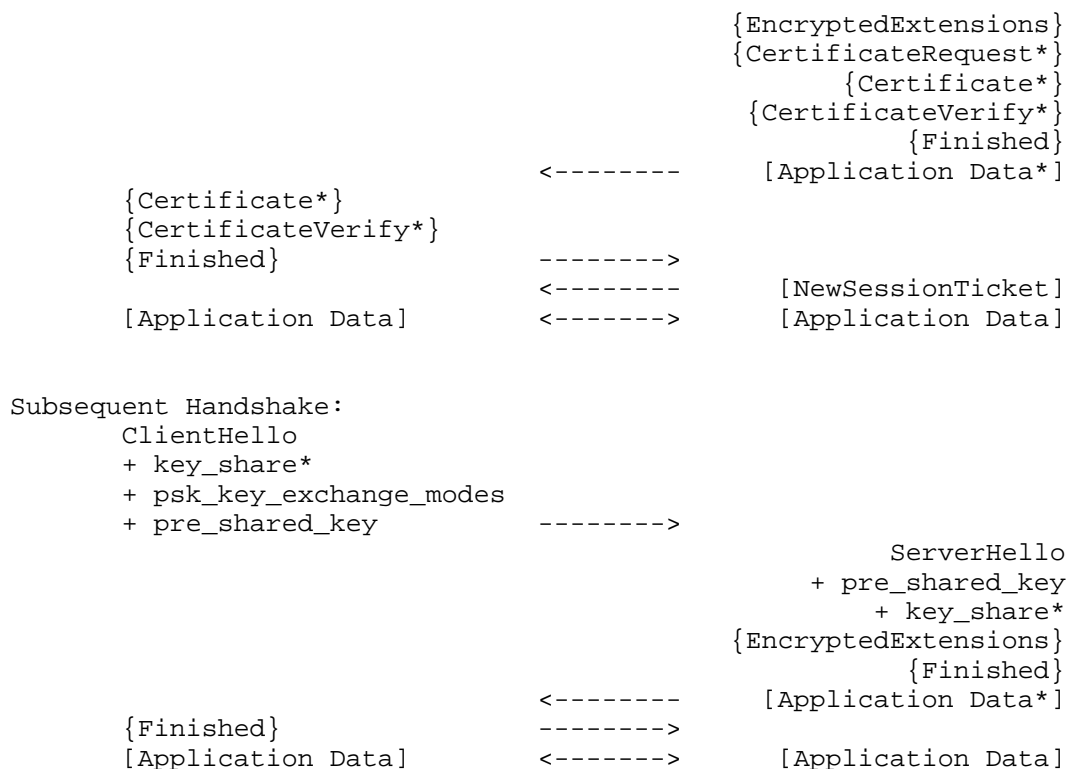 {EncryptedExtensions}
{CertificateRequest*}
{Certificate*}
{CertificateVerify*}
{Finished}
<-------- [Application Data*]
{Certificate*}
{CertificateVerify*}
{Finished} -------->
<-------- [NewSessionTicket]
[Application Data] <-------> [Application Data]
Subsequent Handshake:
ClientHello
+ key_share*
+ psk_key_exchange_modes
+ pre_shared_key -------->
ServerHello
+ pre_shared_key
+ key_share*
{EncryptedExtensions}
{Finished}
<-------- [Application Data*]
{Finished} -------->
[Application Data] <-------> [Application Data]